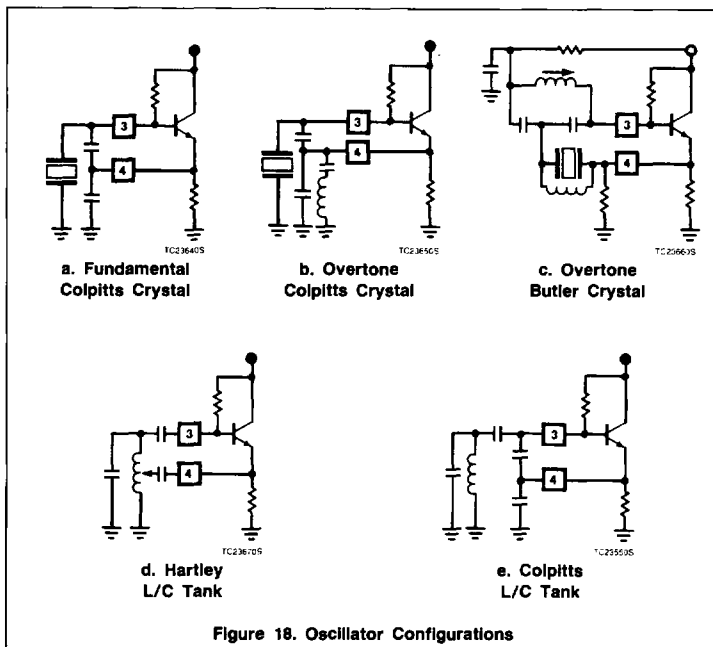 3
4
TC23640S
a. Fundamental
Colpitts Crystal
3
4
TC23650S
b. Overtone
Colpitts Crystal
3
4
TC23660S
c. Overtone
Butler Crystal
3
4
TC23670S
d. Hartley
L/C Tank
3
4
TC23550S
e. Colpitts
L/C Tank
Figure 18. Oscillator Configurations